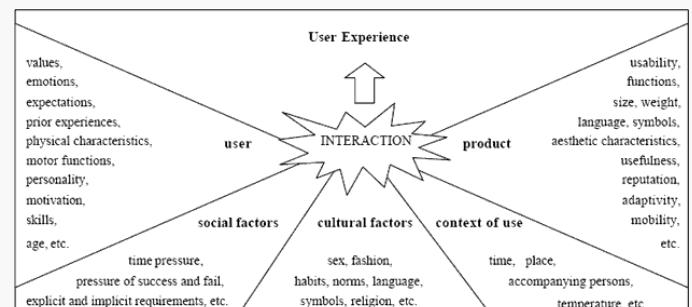 User Experience
INTERACTION
user
values,
emotions,
expectations,
prior experiences,
physical characteristics,
motor functions,
personality,
motivation,
skills,
age, etc.
product
usability,
functions,
size, weight,
language, symbols,
aesthetic characteristics,
usefulness,
reputation,
adaptivity,
mobility,
etc.
social factors
time pressure,
pressure of success and fail,
explicit and implicit requirements, etc.
cultural factors
sex, fashion,
habits, norms, language,
symbols, religion, etc.
context of use
time, place,
accompanying persons,
temperature, etc.